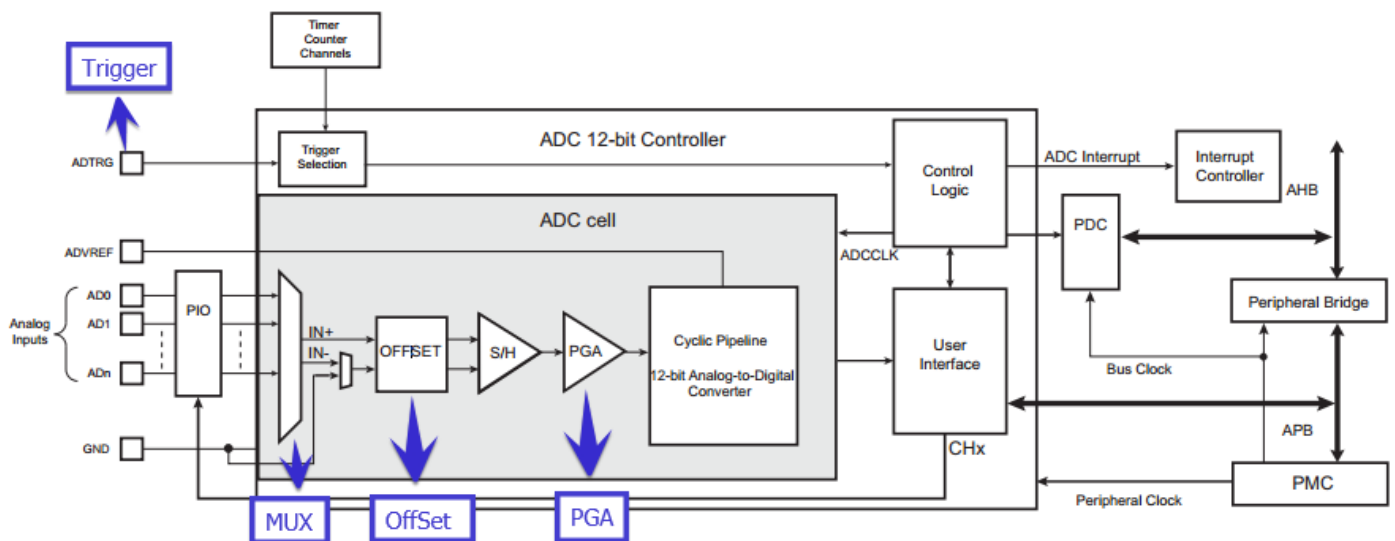 Timer
Counter
Channels
Trigger
ADC 12-bit Controller
ADTRG
Trigger
Selection
Control
Logic
ADC Interrupt
Interrupt
Controller
AHB
ADC cell
PDC
ADVREF
ADCCLK
Analog
Inputs
AD0
AD1
ADn
PIO
IN+
IN-
OFFSET
S/H
PGA
Cyclic Pipeline
12-bit Analog-to-Digital
Converter
User
Interface
Peripheral Bridge
Bus Clock
GND
CHx
APB
PMC
Peripheral Clock
MUX
OffSet
PGA